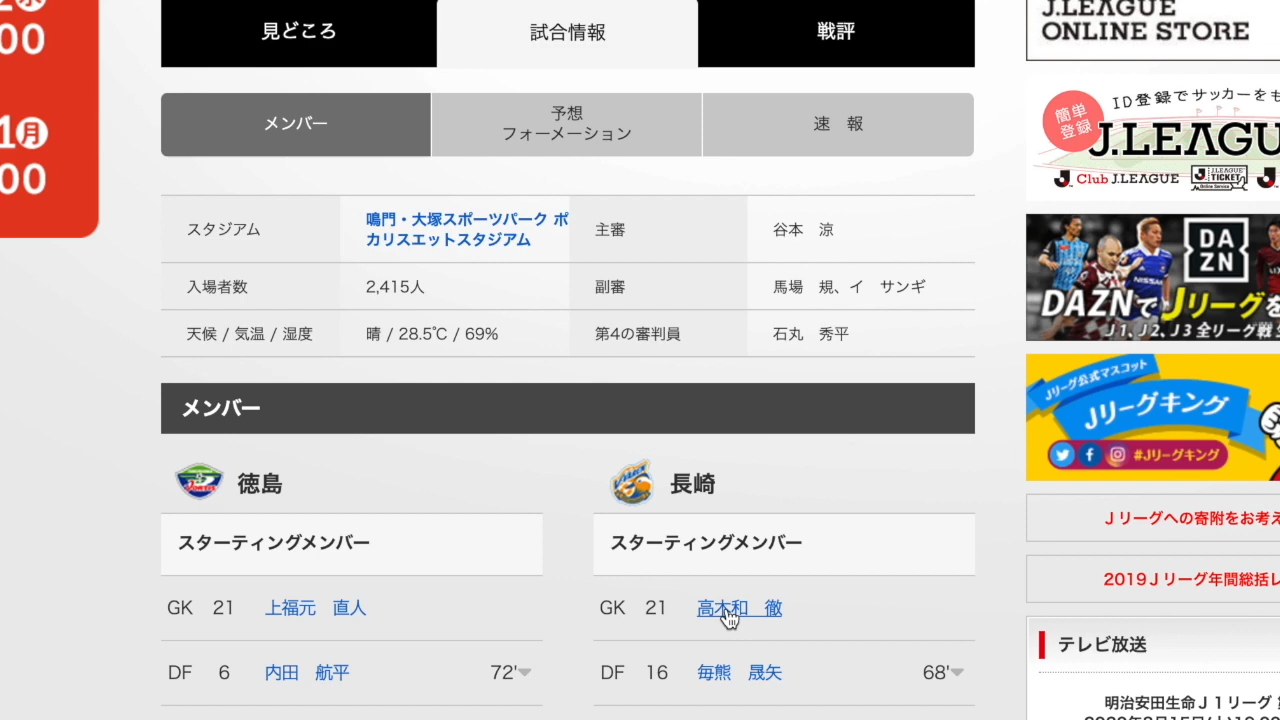 2㊌
00
1㊊
00
見どころ
試合情報
戦評
メンバー
予想
フォーメーション
速　報
スタジアム
鳴門・大塚スポーツパーク ポ
カリスエットスタジアム
主審
谷本　涼
入場者数
2,415人
副審
馬場　規、イ　サンギ
天候 / 気温 / 湿度
晴 / 28.5℃ / 69%
第4の審判員
石丸　秀平
メンバー
徳島
長崎
スターティングメンバー
スターティングメンバー
GK 21 上福元　直人
GK 21 高木和　徹
DF 6 内田　航平 72'
DF 16 毎熊　晟矢 68'
J.LEAGUE
ONLINE STORE
簡単
登録
ID登録でサッカーをも
J.LEAGU
Club J.LEAGUE
J.LEAGUE
TICKET
Online Service
DA
ZN
NISSAN
DAZNでJリーグを
J1、J2、J3 全リーグ戦
Jリーグ公式マスコット
Jリーグキング
#Jリーグキング
Jリーグへの寄附をお考え
2019Jリーグ年間総括レ
テレビ放送
明治安田生命J1リーグ